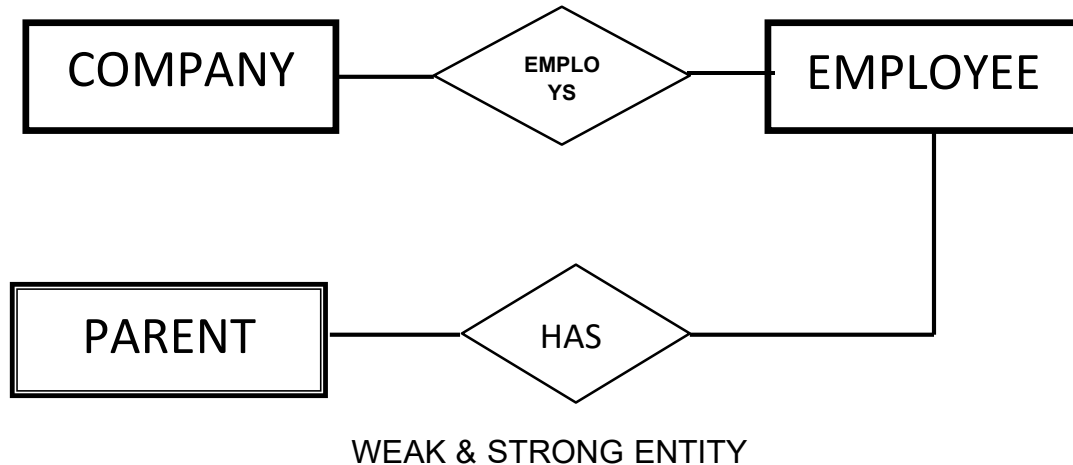 COMPANY
EMPLO
YS
EMPLOYEE
PARENT
HAS
WEAK & STRONG ENTITY